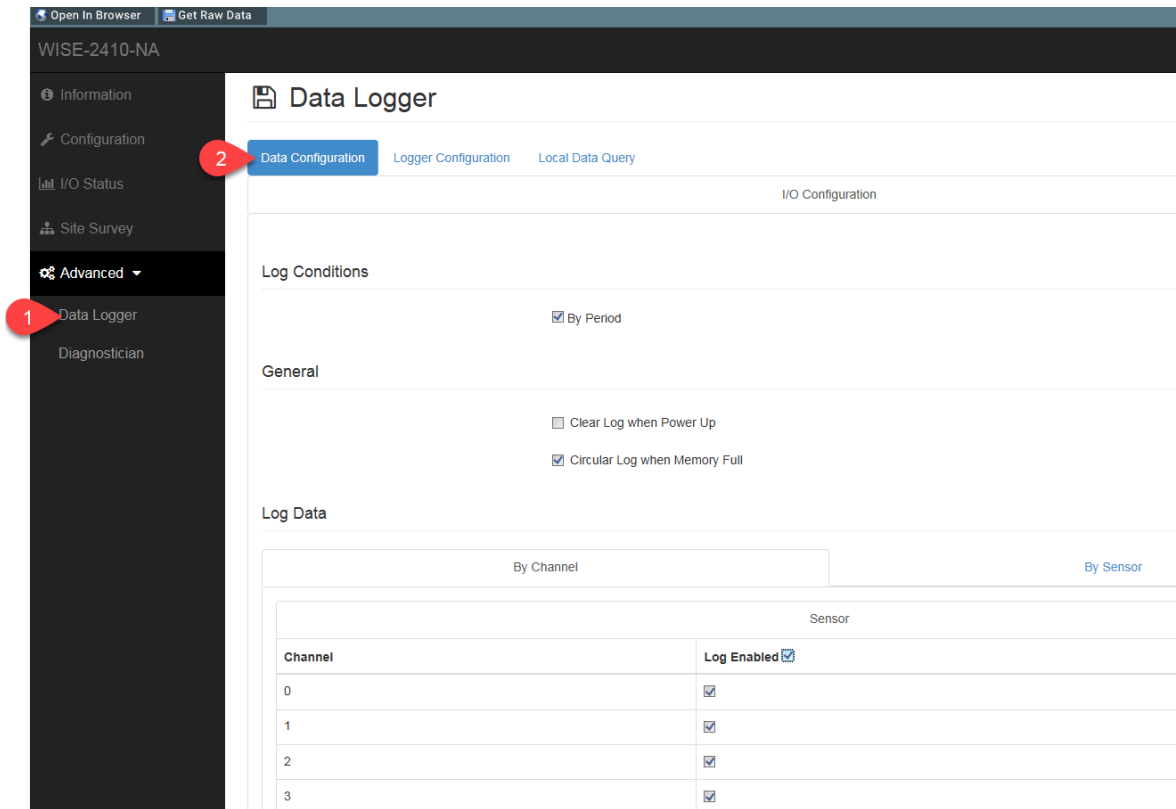 Open In Browser Get Raw Data
WISE-2410-NA
Information
Configuration
I/O Status
Site Survey
Advanced
1 Data Logger
Diagnostician
Data Logger
2 Data Configuration Logger Configuration Local Data Query
I/O Configuration
Log Conditions
By Period
General
Clear Log when Power Up
Circular Log when Memory Full
Log Data
By Channel By Sensor
Sensor
Channel Log Enabled
0
1
2
3